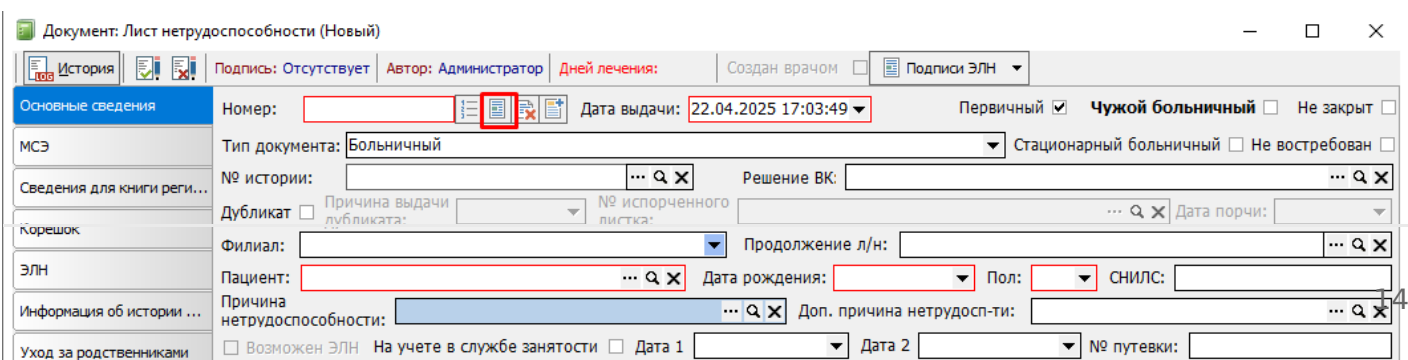 Документ: Лист нетрудоспособности (Новый)
История Подпись: Отсутствует Автор: Администратор Дней лечения: Создан врачом Подписи ЭЛН
Основные сведения
Номер: Дата выдачи: 22.04.2025 17:03:49 Первичный Чужой больничный Не закрыт
МСЭ
Тип документа: Больничный Стационарный больничный Не востребован
Сведения для книги реги...
№ истории: Решение ВК:
Дубликат Причина выдачи дубликата: № испорченного листка: Дата порчи:
Корешок
Филиал: Продолжение л/н:
ЭЛН
Пациент: Дата рождения: Пол: СНИЛС:
Информация об истории ...
Причина
нетрудоспособности: Доп. причина нетрудосп-ти:
14
Уход за родственниками
Возможен ЭЛН На учете в службе занятости Дата 1 Дата 2 № путевки: